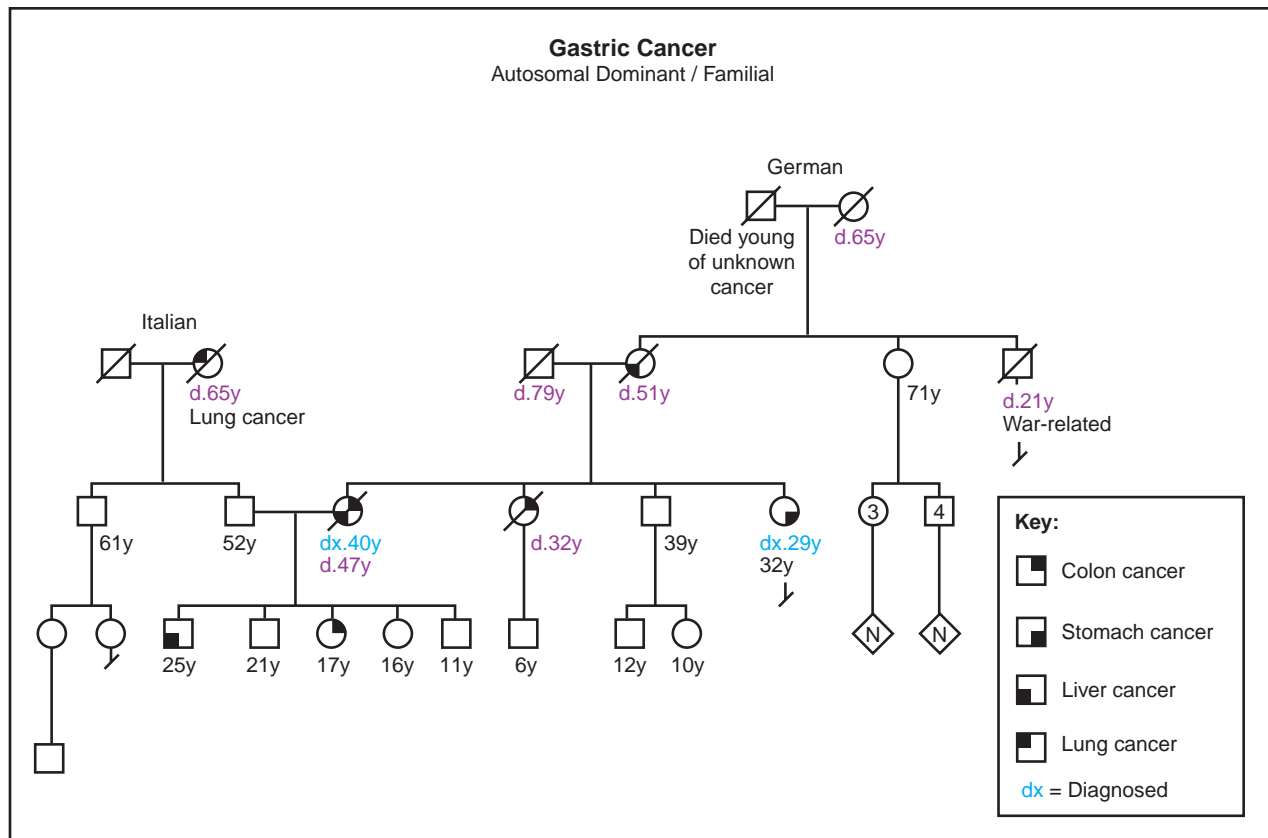 Gastric Cancer
Autosomal Dominant / Familial
German
Died young
of unknown
cancer
d.65y
Italian
d.65y
Lung cancer
d.79y
d.51y
71y
d.21y
War-related
61y
52y
dx.40y
d.47y
d.32y
39y
dx.29y
32y
3
4
25y
21y
17y
16y
11y
6y
12y
10y
N
N
Key:
Colon cancer
Stomach cancer
Liver cancer
Lung cancer
dx = Diagnosed